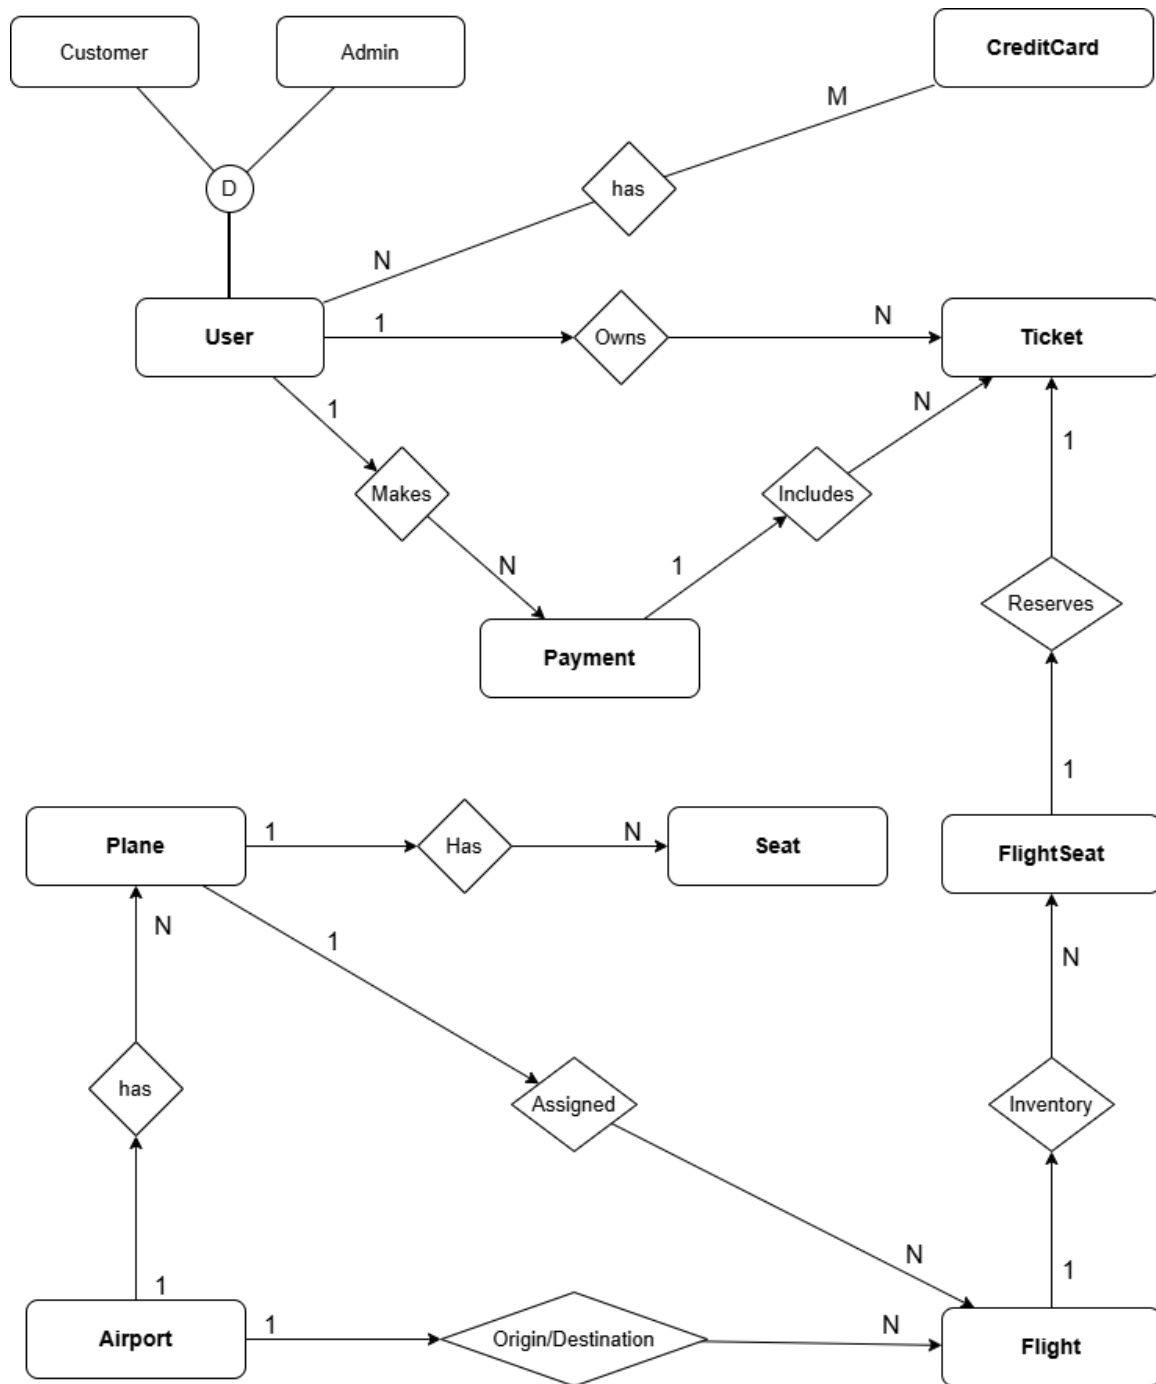 Customer
Admin
CreditCard
M
has
D
N
User
1
Owns
N
Ticket
1
N
1
Makes
Includes
N
1
Reserves
Payment
1
Plane
1
Has
N
Seat
FlightSeat
N
1
N
has
Assigned
Inventory
N
1
1
Airport
1
Origin/Destination
N
Flight